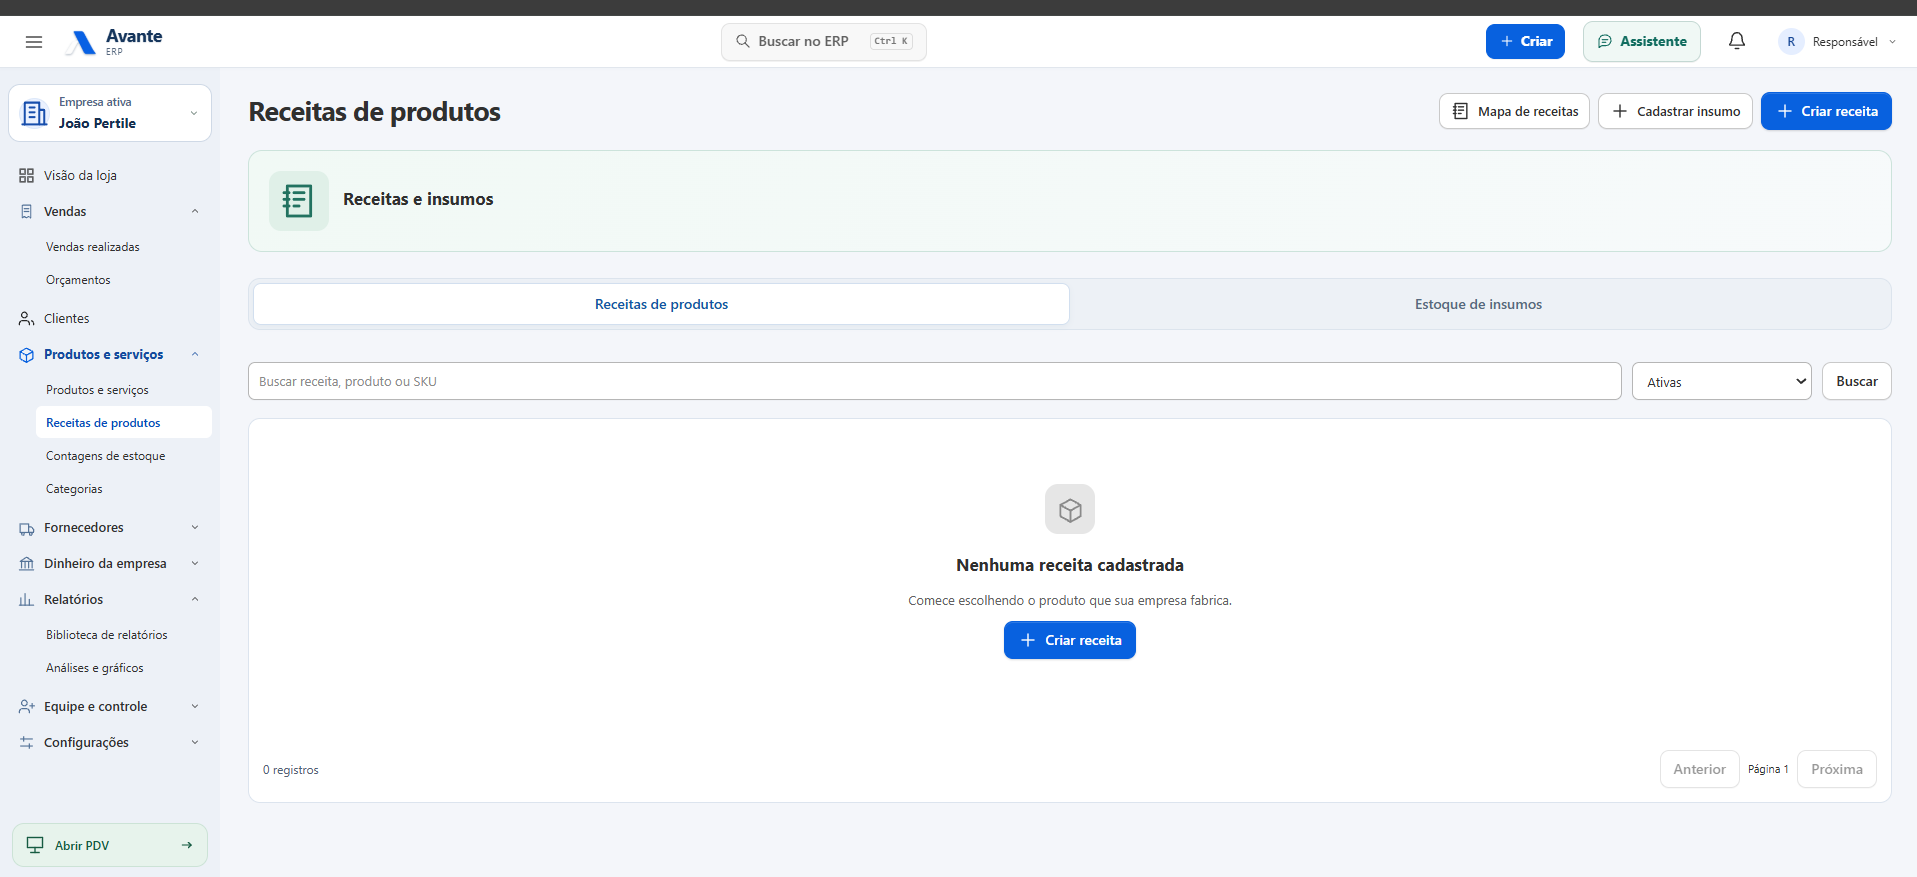 Avante
ERP
Buscar no ERP
Ctrl K
Criar
Assistente
R
Responsável
Empresa ativa
João Pertile
Visão da loja
Vendas
Vendas realizadas
Orçamentos
Clientes
Produtos e serviços
Produtos e serviços
Receitas de produtos
Contagens de estoque
Categorias
Fornecedores
Dinheiro da empresa
Relatórios
Biblioteca de relatórios
Análises e gráficos
Equipe e controle
Configurações
Abrir PDV
Receitas de produtos
Mapa de receitas
Cadastrar insumo
Criar receita
Receitas e insumos
Receitas de produtos
Estoque de insumos
Buscar receita, produto ou SKU
Ativas
Buscar
Nenhuma receita cadastrada
Comece escolhendo o produto que sua empresa fabrica.
Criar receita
0 registros
Anterior
Página 1
Próxima